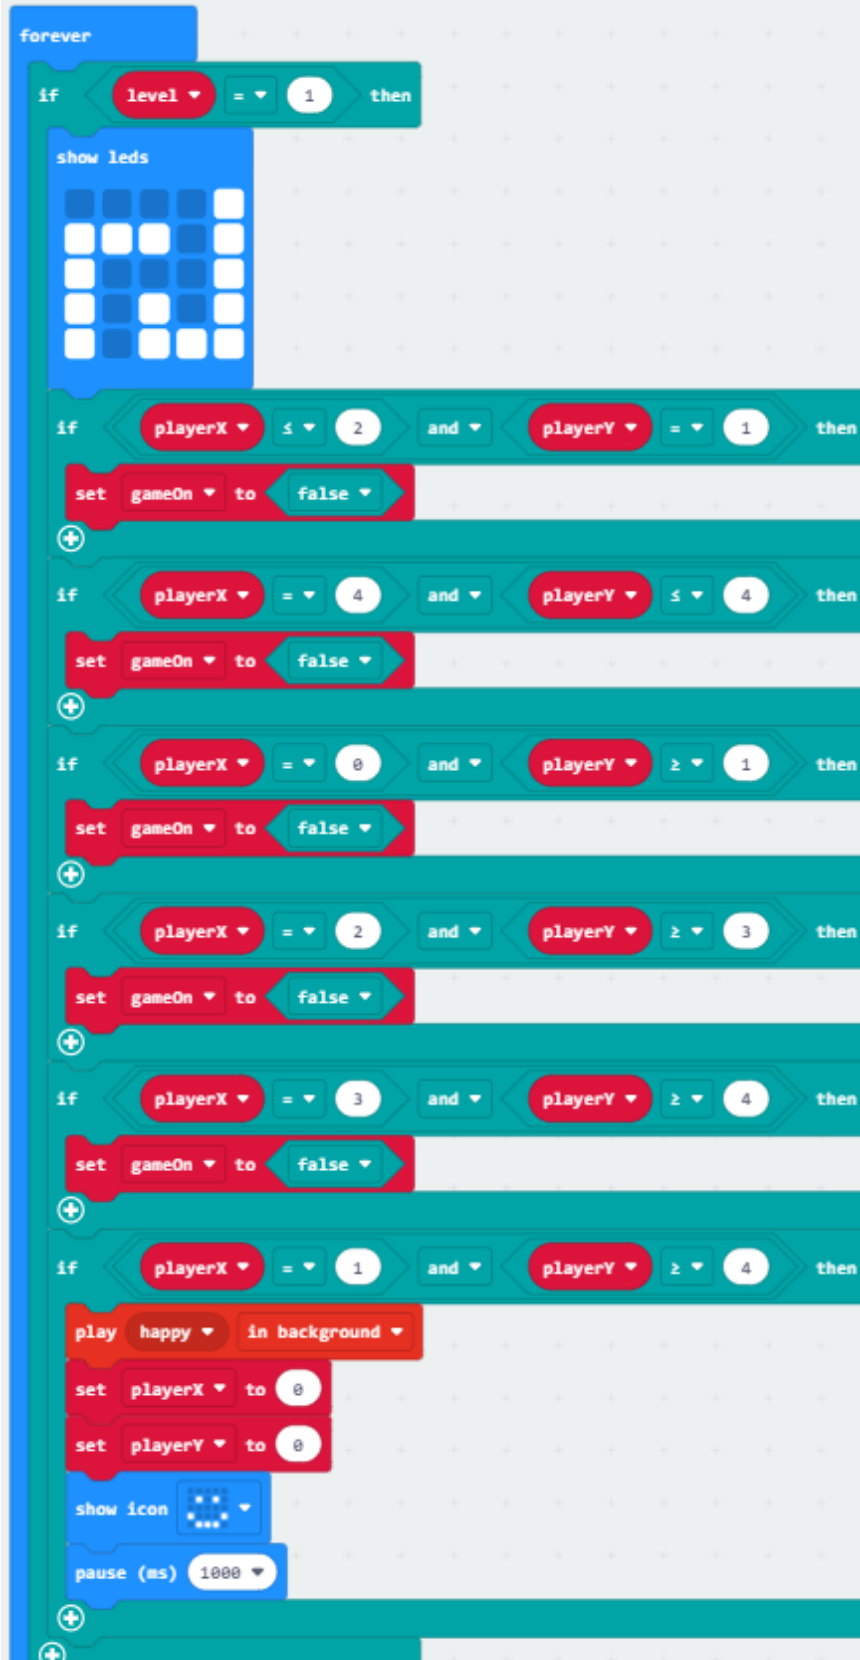 forever
if level = 1 then
show leds
if playerX ≤ 2 and playerY = 1 then
set gameOn to false
if playerX = 4 and playerY ≤ 4 then
set gameOn to false
if playerX = 0 and playerY ≥ 1 then
set gameOn to false
if playerX = 2 and playerY ≥ 3 then
set gameOn to false
if playerX = 3 and playerY ≥ 4 then
set gameOn to false
if playerX = 1 and playerY ≥ 4 then
play happy in background
set playerX to 0
set playerY to 0
show icon
pause (ms) 1000